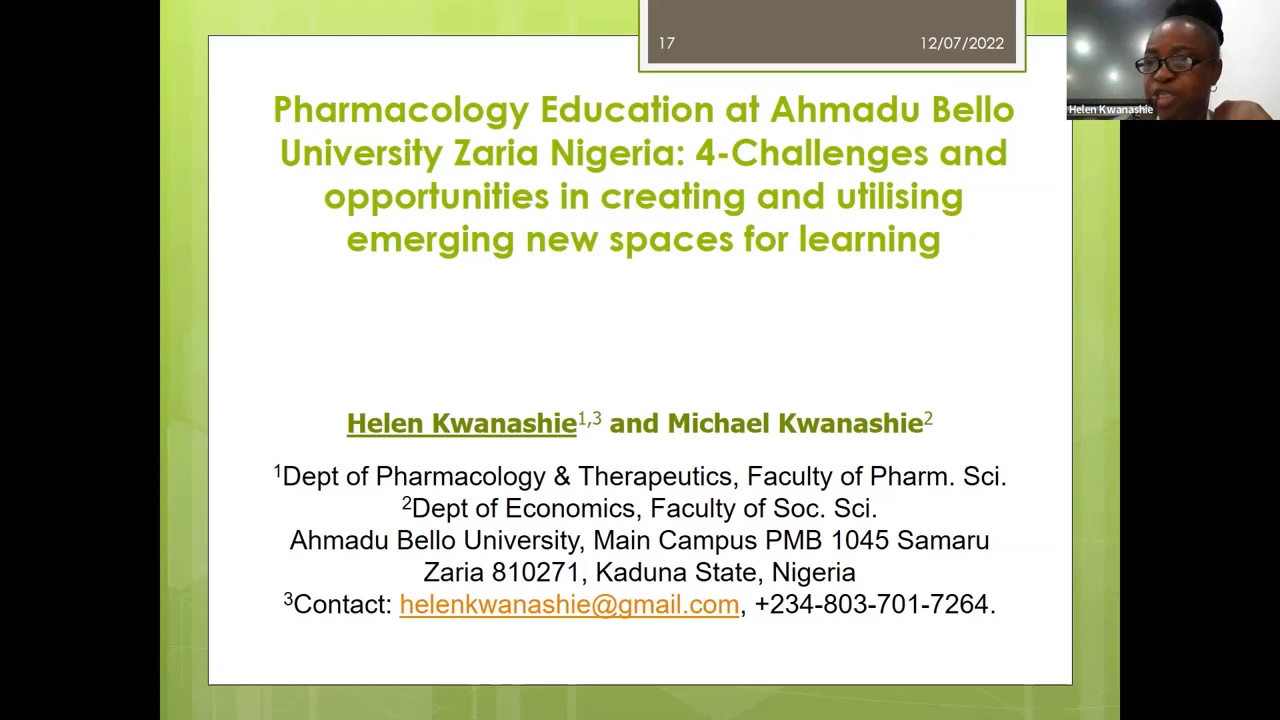 17
12/07/2022
Helen Kwanashie
Pharmacology Education at Ahmadu Bello
University Zaria Nigeria: 4-Challenges and
opportunities in creating and utilising
emerging new spaces for learning
Helen Kwanashie1,3 and Michael Kwanashie2
1Dept of Pharmacology & Therapeutics, Faculty of Pharm. Sci.
2Dept of Economics, Faculty of Soc. Sci.
Ahmadu Bello University, Main Campus PMB 1045 Samaru
Zaria 810271, Kaduna State, Nigeria
3Contact: helenkwanashie@gmail.com, +234-803-701-7264.